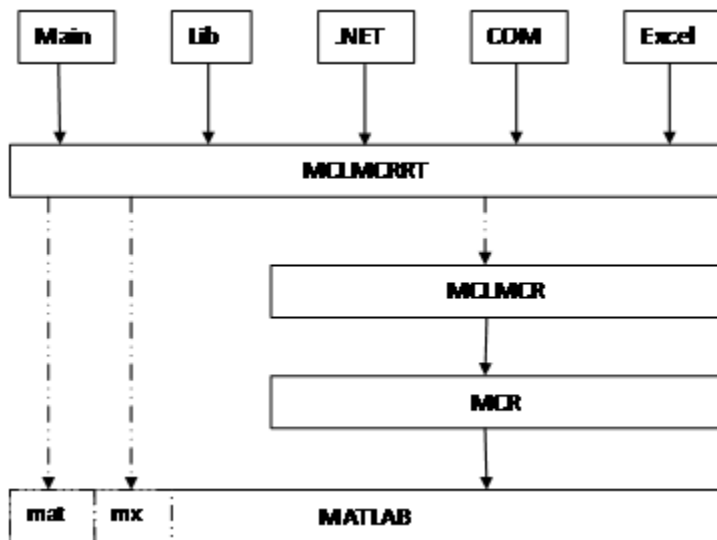 Main Lib .NET COM Excel
MCLMCRRT
MCLMCR
MCR
mat mx MATLAB